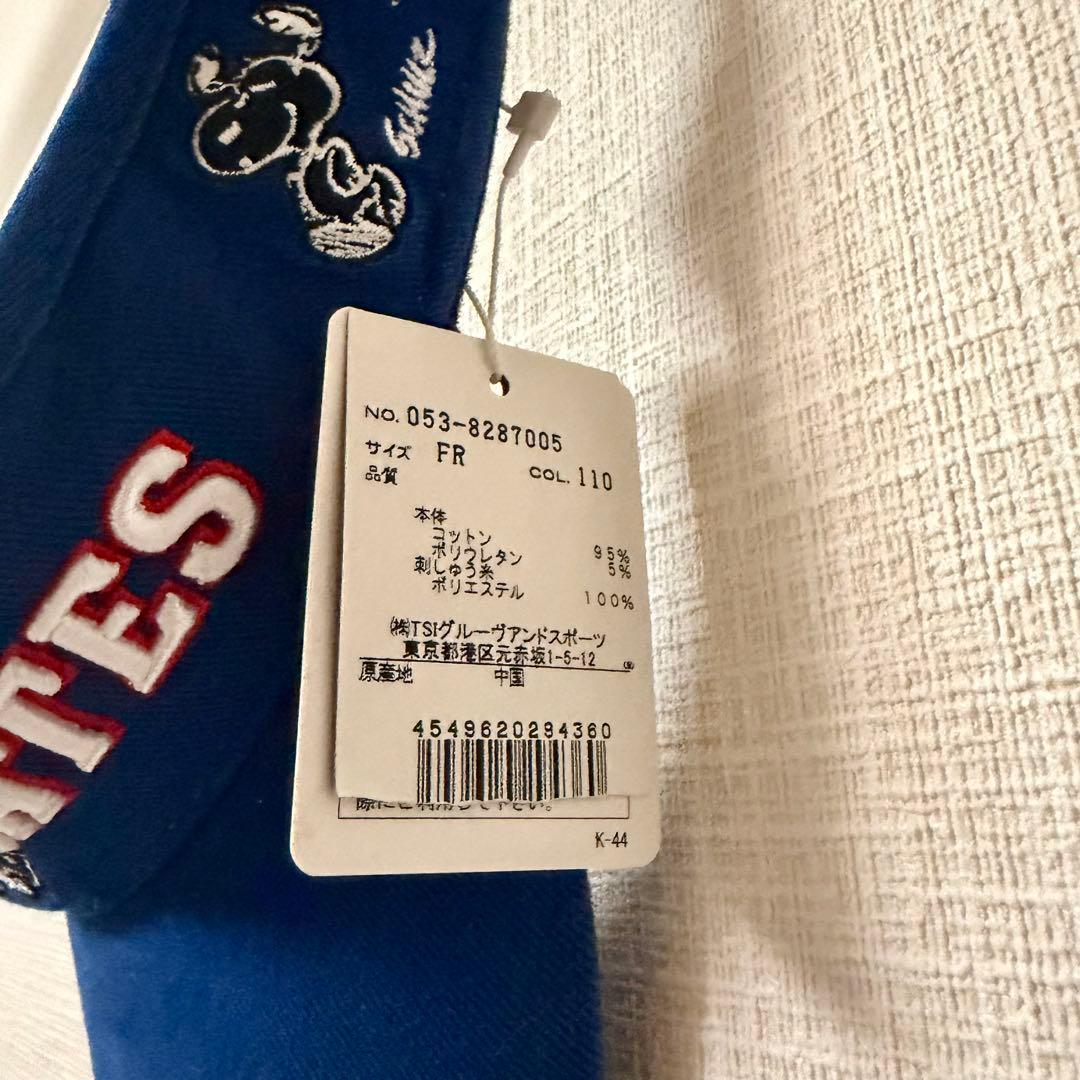 Schulz
TTES
NO. 053-8287005
サイズ FR COL. 110
品質
本体
コットン 95%
ポリウレタン 5%
刺しゅう糸
ポリエステル 100%
㈱TSIグルーヴアンドスポーツ
東京都港区元赤坂1-5-12
原産地 中国
4549620294360
K-44